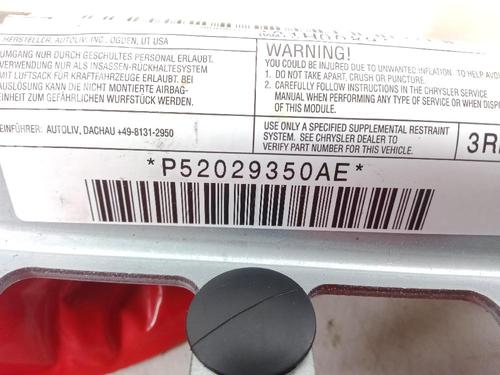 HERSTELLER: AUTOLIV, INC., OGDEN, UT USA
UMGANG NUR DURCH GESCHULTES PERSONAL ERLAUBT.
VERWENDUNG NUR ALS INSASSEN-RÜCKHALTESYSTEM
MIT LUFTSACK FÜR KRAFTFAHRZEUGE ERLAUBT. BEI
AUSLÖSUNG KANN DIE NICHT MONTIERTE AIRBAG-
EINHEIT ZUM GEFÄHRLICHEN WURFSTÜCK WERDEN.
EINFÜHRER: AUTOLIV, DACHAU +49-8131-2950
WARNING!
YOU COULD BE INJURED DUE TO UNWANTED INFLATION. TO HELP AVOI
1. DO NOT TAKE APART, CRUSH OR PUNCTURE.
2. CAREFULLY FOLLOW INSTRUCTIONS IN THE CHRYSLER SERVICE
MANUAL WHEN PERFORMING ANY TYPE OF SERVICE OR WHEN DISPO
OF THIS MODULE.
USE ONLY A SPECIFIED SUPPLEMENTAL RESTRAINT
SYSTEM. SEE CHRYSLER DEALER TO
VERIFY PART NUMBER FOR THIS VEHICLE.
3R
*P52029350AE*